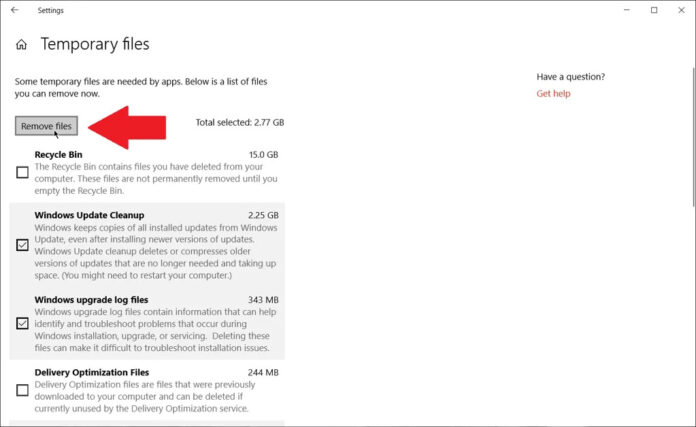 Settings
Temporary files
Some temporary files are needed by apps. Below is a list of files
you can remove now.
Have a question?
Get help
Remove files
Total selected: 2.77 GB
Recycle Bin 15.0 GB
The Recycle Bin contains files you have deleted from your
computer. These files are not permanently removed until you
empty the Recycle Bin.
Windows Update Cleanup 2.25 GB
Windows keeps copies of all installed updates from Windows
Update, even after installing newer versions of updates.
Windows Update cleanup deletes or compresses older
versions of updates that are no longer needed and taking up
space. (You might need to restart your computer.)
Windows upgrade log files 343 MB
Windows upgrade log files contain information that can help
identify and troubleshoot problems that occur during
Windows installation, upgrade, or servicing. Deleting these
files can make it difficult to troubleshoot installation issues.
Delivery Optimization Files 244 MB
Delivery Optimization files are files that were previously
downloaded to your computer and can be deleted if
currently unused by the Delivery Optimization service.